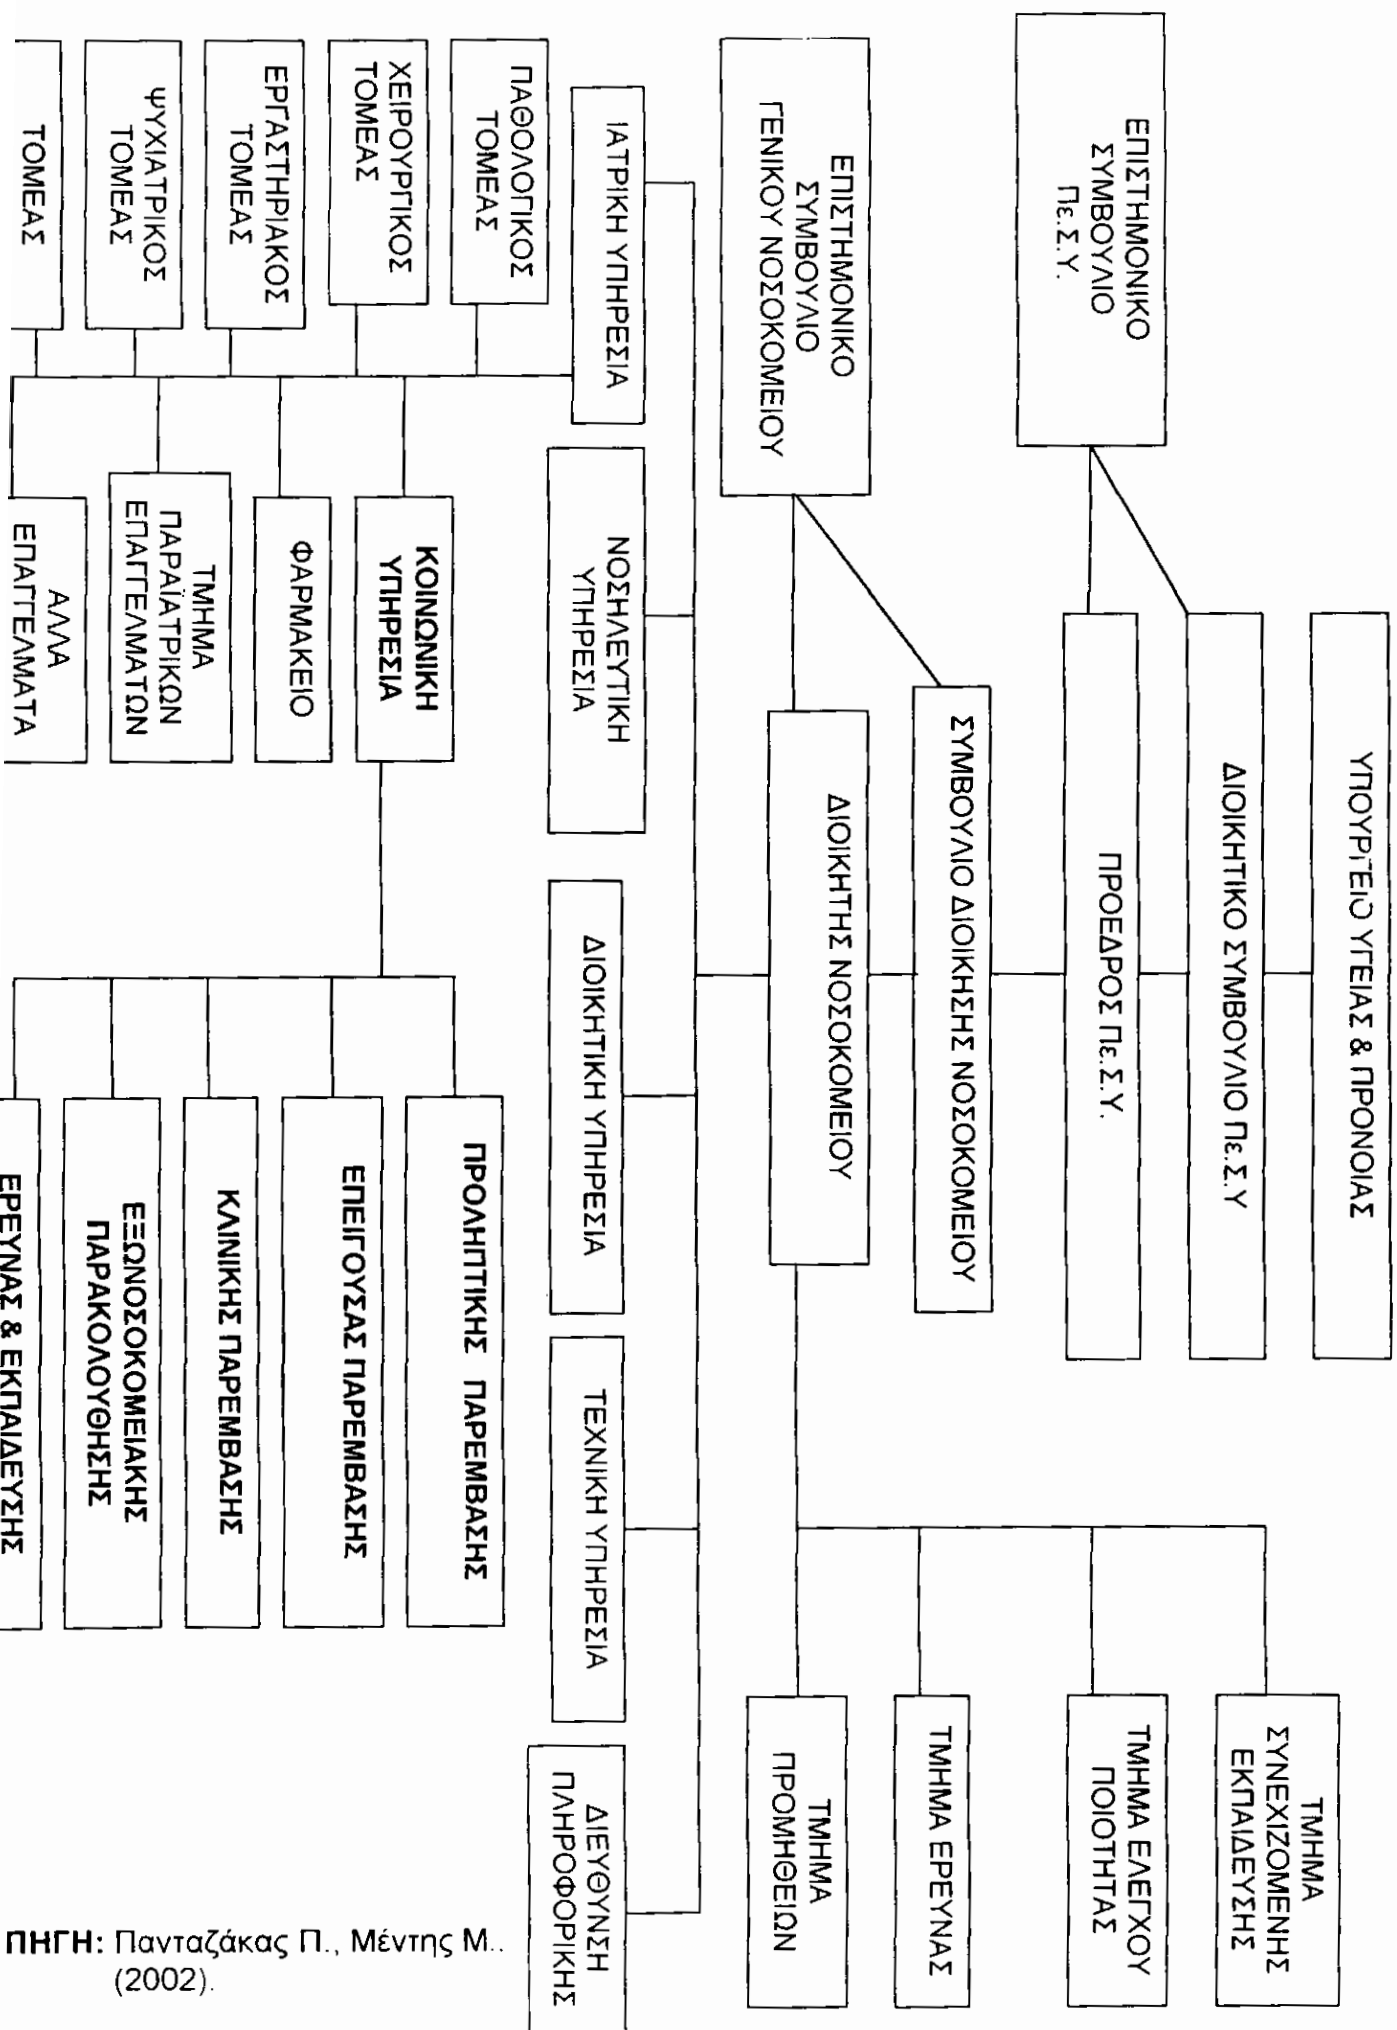 ΥΠΟΥΡΓΕΙΟ ΥΓΕΙΑΣ & ΠΡΟΝΟΙΑΣ
ΔΙΟΙΚΗΤΙΚΟ ΣΥΜΒΟΥΛΙΟ Πε.Σ.Υ
ΕΠΙΣΤΗΜΟΝΙΚΟ
ΣΥΜΒΟΥΛΙΟ
Πε.Σ.Υ.
ΠΡΟΕΔΡΟΣ Πε.Σ.Υ.
ΤΜΗΜΑ
ΣΥΝΕΧΙΖΟΜΕΝΗΣ
ΕΚΠΑΙΔΕΥΣΗΣ
ΤΜΗΜΑ ΕΛΕΓΧΟΥ
ΠΟΙΟΤΗΤΑΣ
ΣΥΜΒΟΥΛΙΟ ΔΙΟΙΚΗΣΗΣ ΝΟΣΟΚΟΜΕΙΟΥ
ΤΜΗΜΑ ΕΡΕΥΝΑΣ
ΕΠΙΣΤΗΜΟΝΙΚΟ
ΣΥΜΒΟΥΛΙΟ
ΓΕΝΙΚΟΥ ΝΟΣΟΚΟΜΕΙΟΥ
ΔΙΟΙΚΗΤΗΣ ΝΟΣΟΚΟΜΕΙΟΥ
ΤΜΗΜΑ
ΠΡΟΜΗΘΕΙΩΝ
ΙΑΤΡΙΚΗ ΥΠΗΡΕΣΙΑ
ΝΟΣΗΛΕΥΤΙΚΗ
ΥΠΗΡΕΣΙΑ
ΔΙΟΙΚΗΤΙΚΗ ΥΠΗΡΕΣΙΑ
ΤΕΧΝΙΚΗ ΥΠΗΡΕΣΙΑ
ΔΙΕΥΘΥΝΣΗ
ΠΛΗΡΟΦΟΡΙΚΗΣ
ΠΑΘΟΛΟΓΙΚΟΣ
ΤΟΜΕΑΣ
ΧΕΙΡΟΥΡΓΙΚΟΣ
ΤΟΜΕΑΣ
ΕΡΓΑΣΤΗΡΙΑΚΟΣ
ΤΟΜΕΑΣ
ΨΥΧΙΑΤΡΙΚΟΣ
ΤΟΜΕΑΣ
ΤΟΜΕΑΣ
ΚΟΙΝΩΝΙΚΗ
ΥΠΗΡΕΣΙΑ
ΦΑΡΜΑΚΕΙΟ
ΤΜΗΜΑ
ΠΑΡΑΪΑΤΡΙΚΩΝ
ΕΠΑΓΓΕΛΜΑΤΩΝ
ΑΛΛΑ
ΕΠΑΓΓΕΛΜΑΤΑ
ΠΡΟΛΗΠΤΙΚΗΣ ΠΑΡΕΜΒΑΣΗΣ
ΕΠΕΙΓΟΥΣΑΣ ΠΑΡΕΜΒΑΣΗΣ
ΚΛΙΝΙΚΗΣ ΠΑΡΕΜΒΑΣΗΣ
ΕΞΩΝΟΣΟΚΟΜΕΙΑΚΗΣ
ΠΑΡΑΚΟΛΟΥΘΗΣΗΣ
ΕΡΕΥΝΑΣ & ΕΚΠΑΙΔΕΥΣΗΣ
ΠΗΓΗ: Πανταζάκας Π., Μέντης Μ..
(2002).